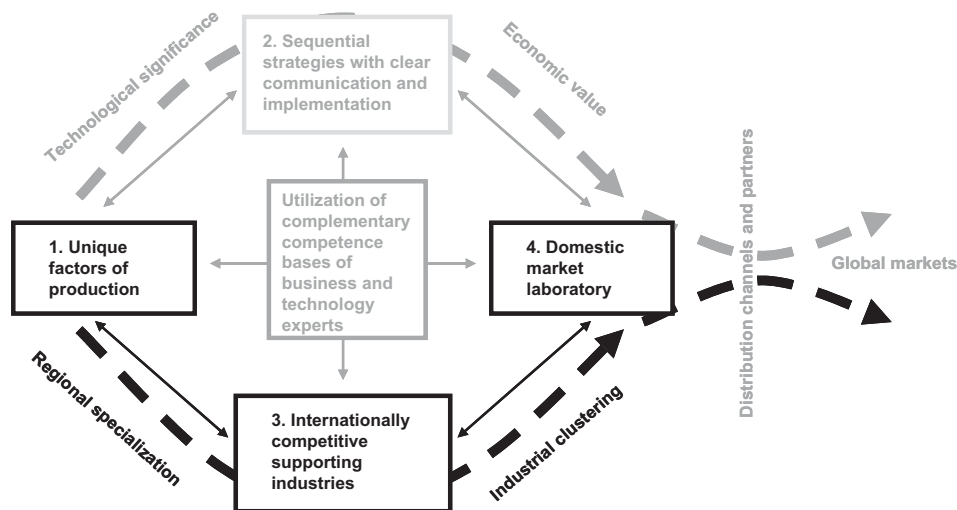 Technological significance
2. Sequential
strategies with clear
communication and
implementation
Economic value
1. Unique
factors of
production
Utilization of
complementary
competence
bases of
business and
technology
experts
4. Domestic
market
laboratory
Distribution channels and partners
Global markets
Regional specialization
3. Internationally
competitive
supporting
industries
Industrial clustering